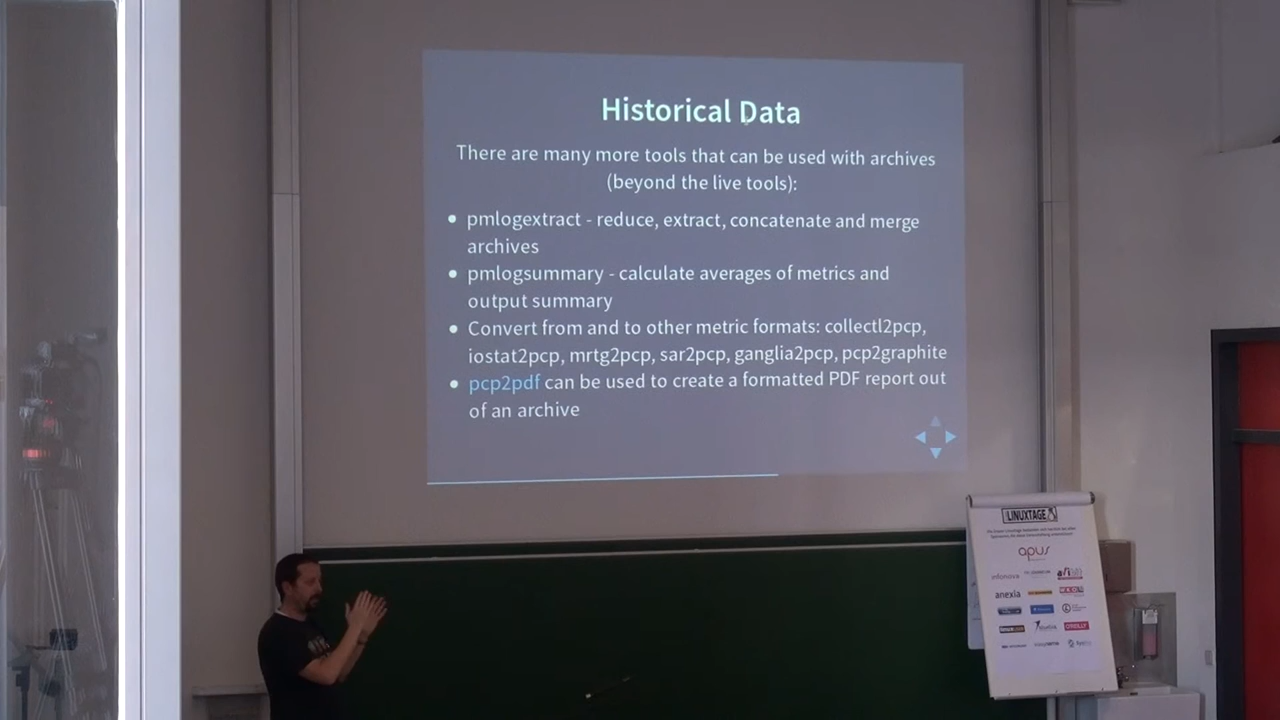 Historical Data
There are many more tools that can be used with archives
(beyond the live tools):
• pmlogextract - reduce, extract, concatenate and merge
archives
• pmlogsummary - calculate averages of metrics and
output summary
• Convert from and to other metric formats: collectl2pcp,
iostat2pcp, mrtg2pcp, sar2pcp, ganglia2pcp, pcp2graphite
• pcp2pdf can be used to create a formatted PDF report out
of an archive
LINUXTAGE
apus
infonova
anexia
O'REILLY